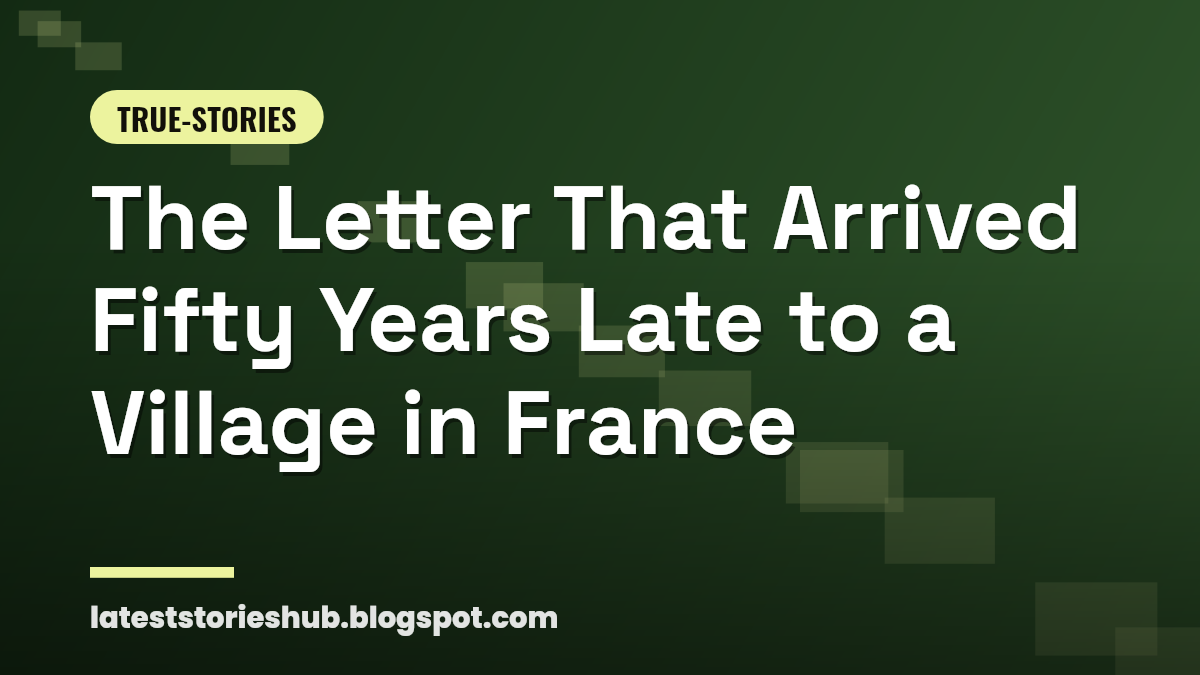 TRUE-STORIES
The Letter That Arrived
Fifty Years Late to a
Village in France
lateststorieshub.blogspot.com